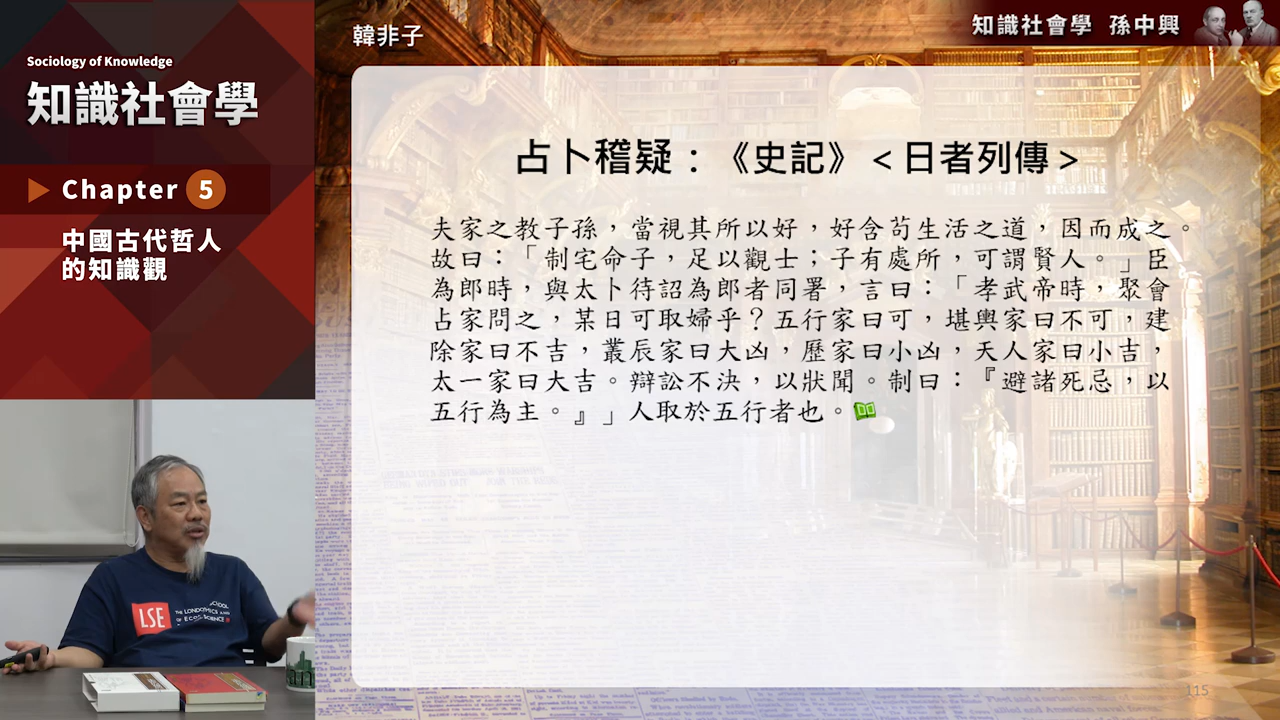 Sociology of Knowledge
知識社會學
Chapter 5
中國古代哲人
的知識觀
韓非子
知識社會學 孫中興
占卜稽疑：《史記》＜日者列傳＞
夫家之教子孫，當視其所以好，好含苟生活之道，因而成之。
故曰：「制宅命子，足以觀士；子有處所，可謂賢人。」臣
為郎時，與太卜待詔為郎者同署，言曰：「孝武帝時，聚會
占家問之，某日可取婦乎？五行家曰可，堪輿家曰不可，建
除家曰不吉，叢辰家曰大凶，歷家曰小凶，天人家曰小吉，
太一家曰大吉。辯訟不決，以狀聞。制曰：『避諸死忌，以
五行為主。』」人取於五行者也。
LSE
115